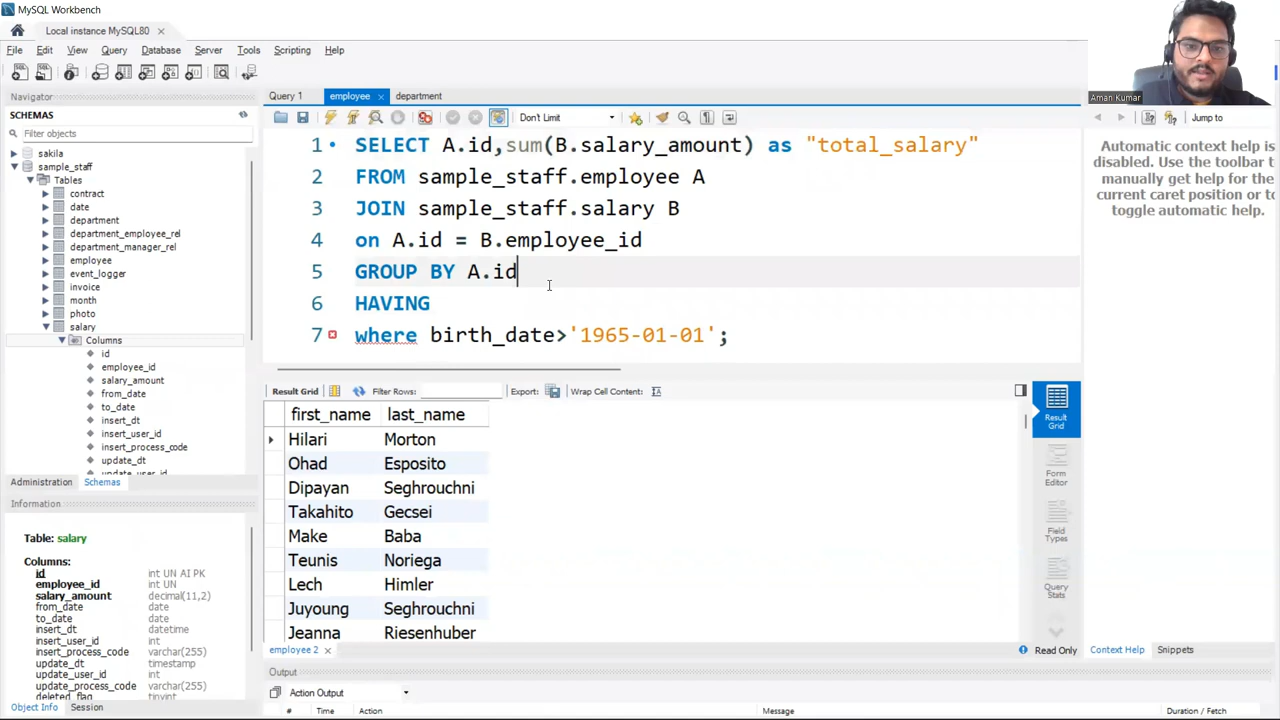 MySQL Workbench
Local instance MySQL80
File Edit View Query Database Server Tools Scripting Help
Navigator
SCHEMAS
Filter objects
sakila
sample_staff
Tables
contract
date
department
department_employee_rel
department_manager_rel
employee
event_logger
invoice
month
photo
salary
Columns
id
employee_id
salary_amount
from_date
to_date
insert_dt
insert_user_id
insert_process_code
update_dt
update_user_id
Administration Schemas
Information
Table: salary
Columns:
id int UN AI PK
employee_id int UN
salary_amount decimal(11,2)
from_date date
to_date date
insert_dt datetime
insert_user_id int
insert_process_code varchar(255)
update_dt timestamp
update_user_id int
update_process_code varchar(255)
deleted_flag tinyint
Object Info Session
Query 1 employee department
Don't Limit
1 SELECT A.id,sum(B.salary_amount) as "total_salary"
2 FROM sample_staff.employee A
3 JOIN sample_staff.salary B
4 on A.id = B.employee_id
5 GROUP BY A.id
6 HAVING
7 where birth_date>'1965-01-01';
Result Grid Filter Rows: Export: Wrap Cell Content:
first_name last_name
Hilari Morton
Ohad Esposito
Dipayan Seghrouchni
Takahito Gecsei
Make Baba
Teunis Noriega
Lech Himler
Juyoung Seghrouchni
Jeanna Riesenhuber
Result Grid
Form Editor
Field Types
Query Stats
employee 2
Read Only
Output
Action Output
# Time Action Message Duration / Fetch
Aman Kumar
Jump to
Automatic context help is
disabled. Use the toolbar to
manually get help for the
current caret position or to
toggle automatic help.
Context Help Snippets